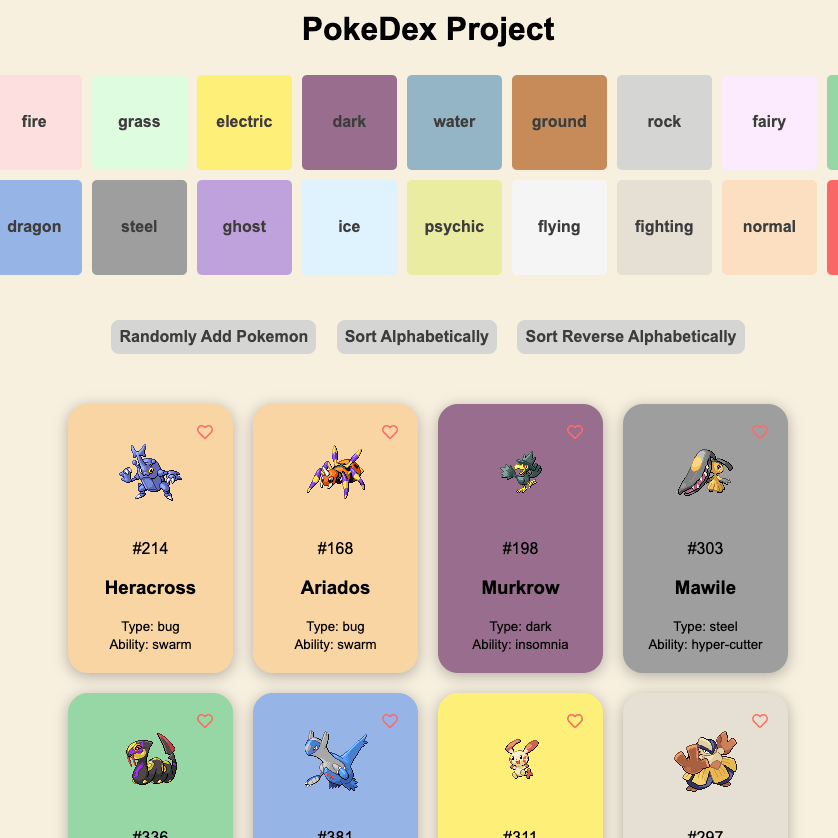 PokeDex Project
fire grass electric dark water ground rock fairy
dragon steel ghost ice psychic flying fighting normal
Randomly Add Pokemon Sort Alphabetically Sort Reverse Alphabetically
#214 #168 #198 #303
Heracross Ariados Murkrow Mawile
Type: bug Type: bug Type: dark Type: steel
Ability: swarm Ability: swarm Ability: insomnia Ability: hyper-cutter
#336 #381 #311 #297